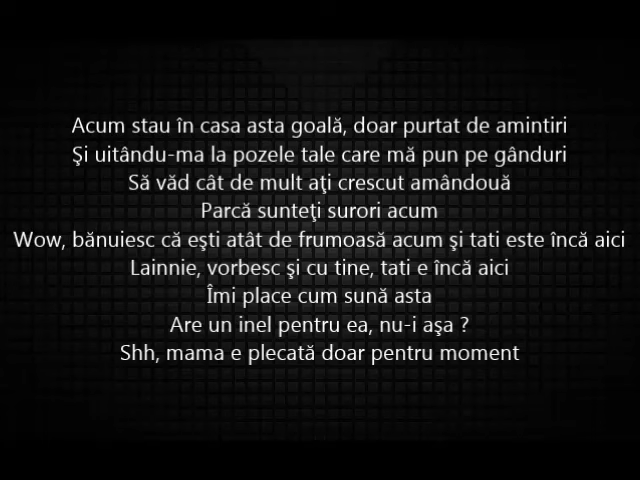 Acum stau în casa asta goală, doar purtat de amintiri
Şi uitându-ma la pozele tale care mă pun pe gânduri
Să văd cât de mult aţi crescut amândouă
Parcă sunteţi surori acum
Wow, bănuiesc că eşti atât de frumoasă acum şi tati este încă aici
Lainnie, vorbesc şi cu tine, tati e încă aici
Îmi place cum sună asta
Are un inel pentru ea, nu-i aşa ?
Shh, mama e plecată doar pentru moment